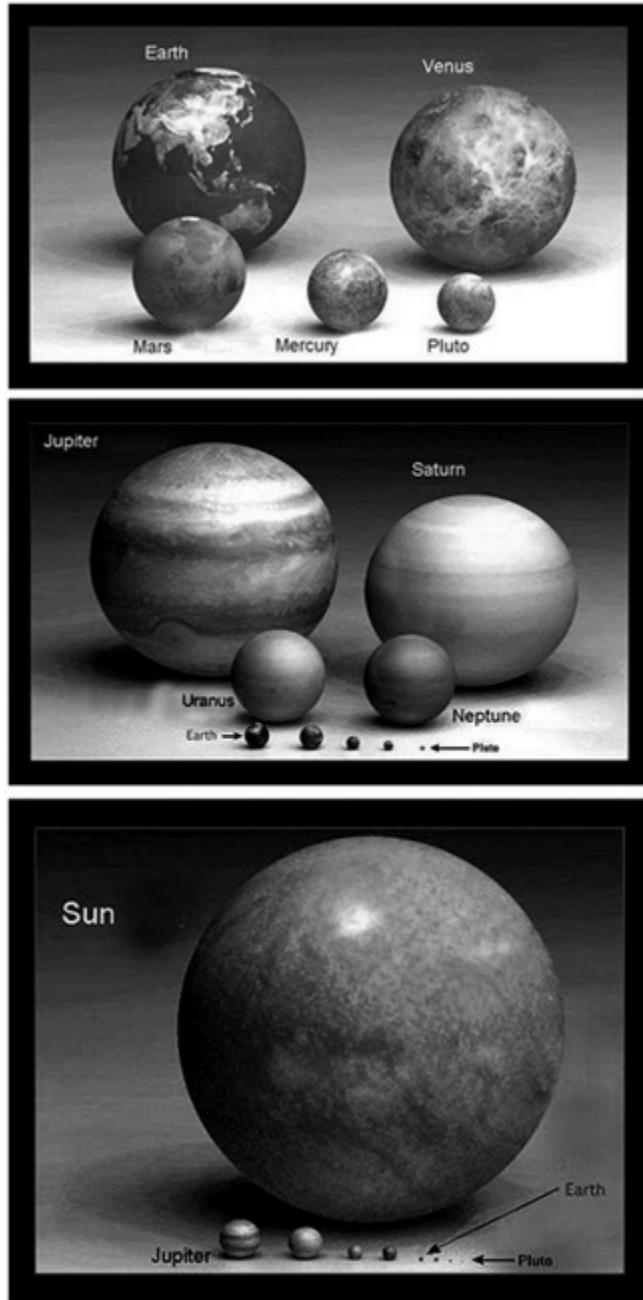 Earth
Venus
Mars
Mercury
Pluto
Jupiter
Saturn
Uranus
Neptune
Earth
Pluto
Sun
Earth
Jupiter
Pluto